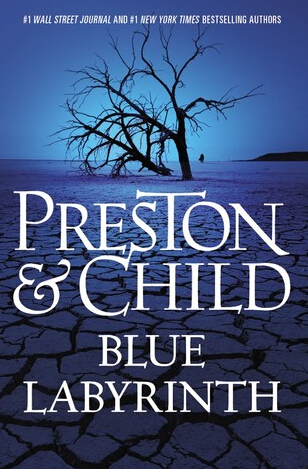 #1 WALL STREET JOURNAL AND #1 NEW YORK TIMES BESTSELLING AUTHORS
PRESTON
& CHILD
BLUE
LABYRINTH